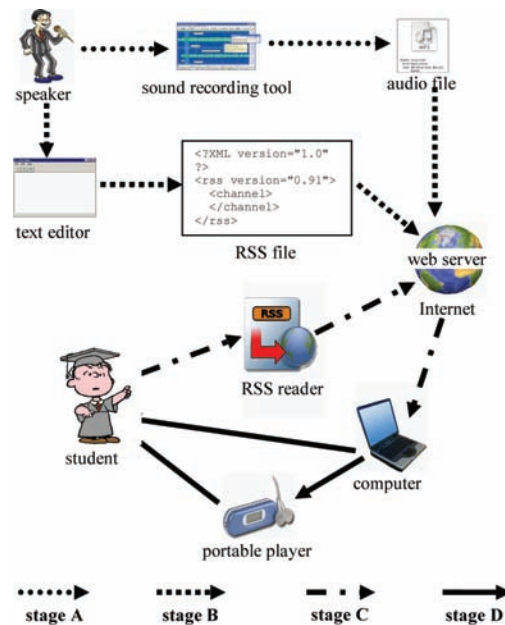 speaker
sound recording tool
audio file
<?XML version="1.0"
?>
<rss version="0.91">
<channel>
</channel>
</rss>
text editor
RSS file
web server
Internet
RSS
RSS reader
student
computer
portable player
stage A
stage B
stage C
stage D